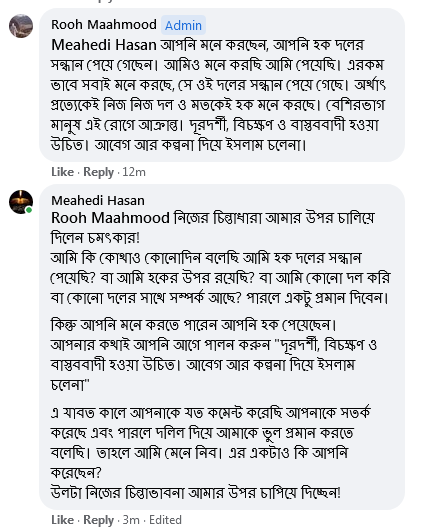 Rooh Maahmood Admin
Meahedi Hasan আপনি মনে করছেন, আপনি হক দলের
সন্ধান পেয়ে গেছেন। আমিও মনে করছি আমি পেয়েছি। এরকম
ভাবে সবাই মনে করছে, সে ওই দলের সন্ধান পেয়ে গেছে। অর্থাৎ
প্রত্যেকেই নিজ নিজ দল ও মতকেই হক মনে করছে। বেশিরভাগ
মানুষ এই রোগে আক্রান্ত। দূরদর্শী, বিচক্ষণ ও বাস্তববাদী হওয়া
উচিত। আবেগ আর কল্পনা দিয়ে ইসলাম চলেনা।
Like · Reply · 12m
Meahedi Hasan
Rooh Maahmood নিজের চিন্তাধারা আমার উপর চালিয়ে
দিলেন চমৎকার!
আমি কি কোথাও কোনোদিন বলেছি আমি হক দলের সন্ধান
পেয়েছি? বা আমি হকের উপর রয়েছি? বা আমি কোনো দল করি
বা কোনো দলের সাথে সম্পর্ক আছে? পারলে একটু প্রমান দিবেন।
কিন্তু আপনি মনে করতে পারেন আপনি হক পেয়েছেন।
আপনার কথাই আপনি আগে পালন করুন "দূরদর্শী, বিচক্ষণ ও
বাস্তববাদী হওয়া উচিত। আবেগ আর কল্পনা দিয়ে ইসলাম
চলেনা"
এ যাবত কালে আপনাকে যত কমেন্ট করেছি আপনাকে সতর্ক
করেছে এবং পারলে দলিল দিয়ে আমাকে ভুল প্রমান করতে
বলেছি। তাহলে আমি মেনে নিব। এর একটাও কি আপনি
করেছেন?
উলটা নিজের চিন্তাভাবনা আমার উপর চাপিয়ে দিচ্ছেন!
Like · Reply · 3m · Edited